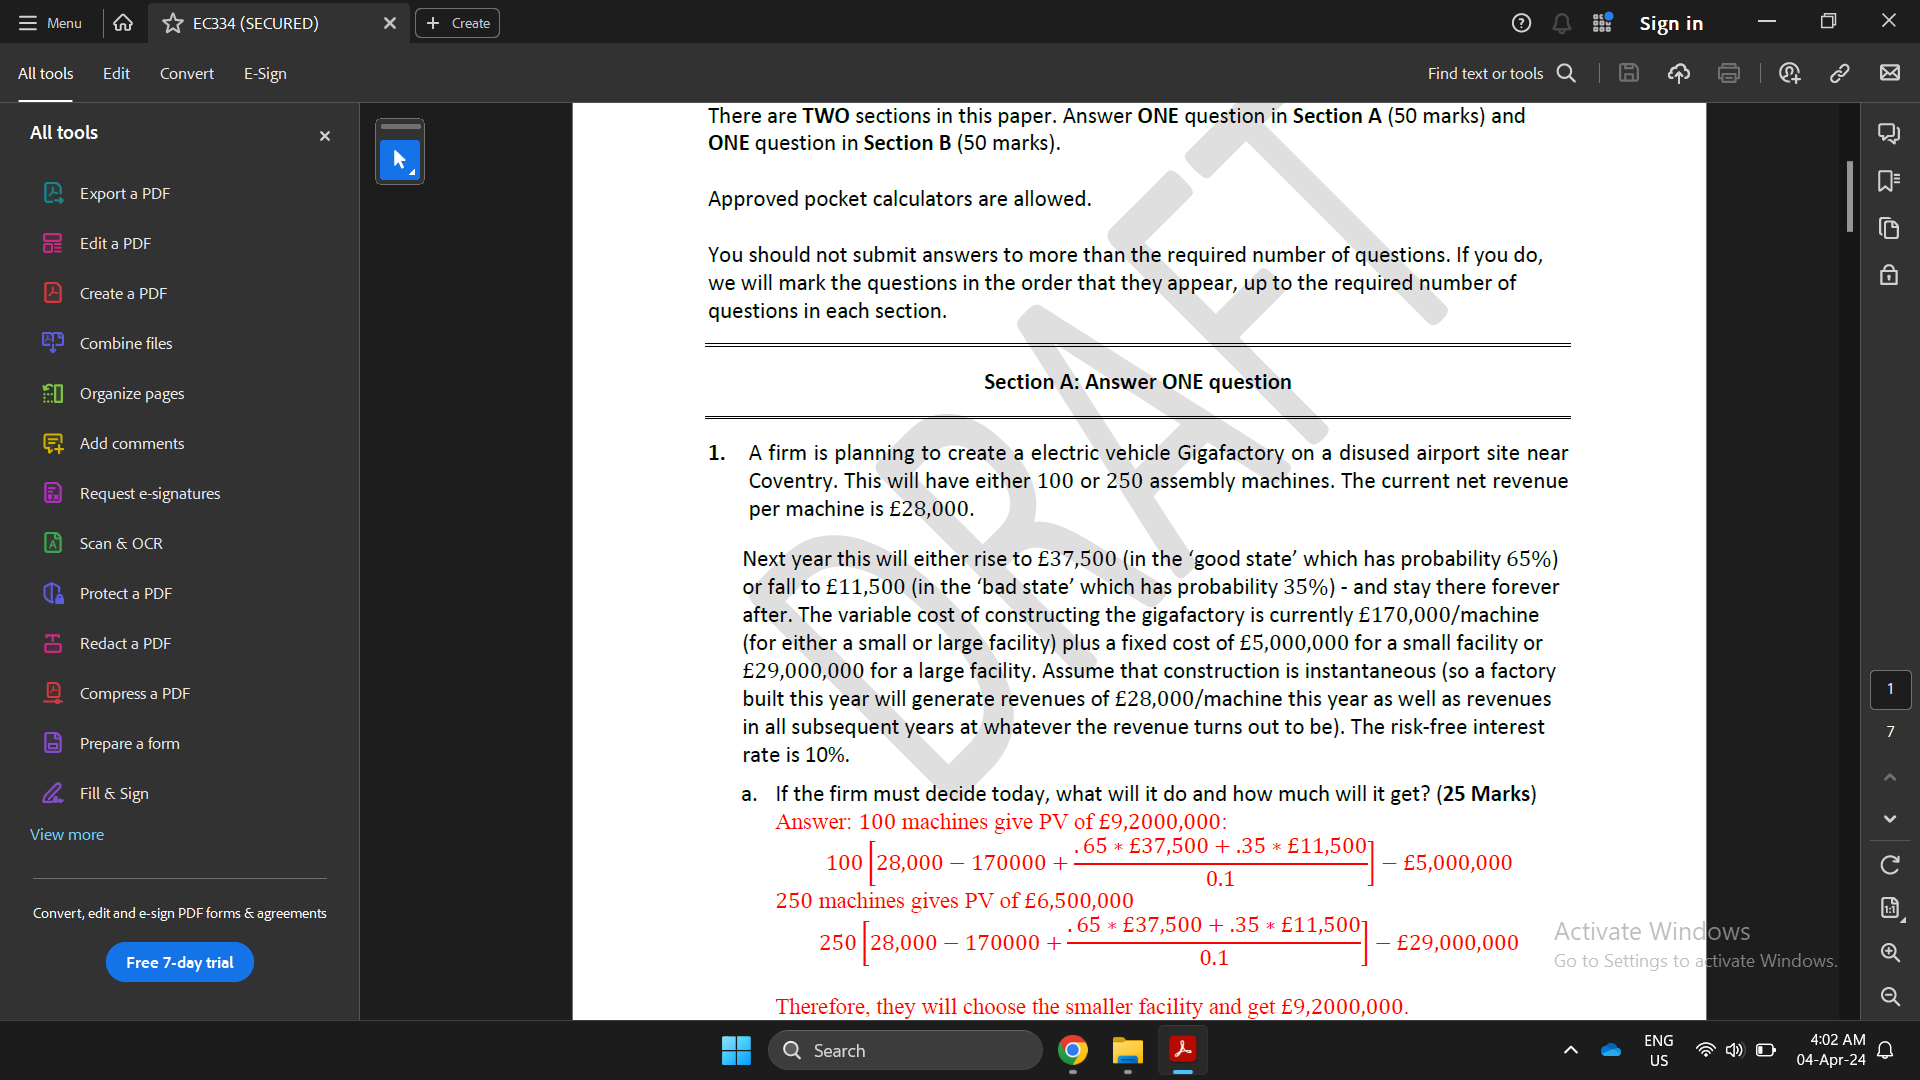 Menu
EC334 (SECURED)
Create
Sign in
All tools
Edit
Convert
E-Sign
Find text or tools
All tools
Export a PDF
Edit a PDF
Create a PDF
Combine files
Organize pages
Add comments
Request e-signatures
Scan & OCR
Protect a PDF
Redact a PDF
Compress a PDF
Prepare a form
Fill & Sign
View more
Convert, edit and e-sign PDF forms & agreements
Free 7-day trial
DRAFT
There are TWO sections in this paper. Answer ONE question in Section A (50 marks) and
ONE question in Section B (50 marks).
Approved pocket calculators are allowed.
You should not submit answers to more than the required number of questions. If you do,
we will mark the questions in the order that they appear, up to the required number of
questions in each section.
Section A: Answer ONE question
1. A firm is planning to create a electric vehicle Gigafactory on a disused airport site near
Coventry. This will have either 100 or 250 assembly machines. The current net revenue
per machine is £28,000.
Next year this will either rise to £37,500 (in the ‘good state’ which has probability 65%)
or fall to £11,500 (in the ‘bad state’ which has probability 35%) - and stay there forever
after. The variable cost of constructing the gigafactory is currently £170,000/machine
(for either a small or large facility) plus a fixed cost of £5,000,000 for a small facility or
£29,000,000 for a large facility. Assume that construction is instantaneous (so a factory
built this year will generate revenues of £28,000/machine this year as well as revenues
in all subsequent years at whatever the revenue turns out to be). The risk-free interest
rate is 10%.
a. If the firm must decide today, what will it do and how much will it get? (25 Marks)
Answer: 100 machines give PV of £9,2000,000:
100 [28,000 − 170000 + .65 * £37,500 + .35 * £11,500 / 0.1] − £5,000,000
250 machines gives PV of £6,500,000
250 [28,000 − 170000 + .65 * £37,500 + .35 * £11,500 / 0.1] − £29,000,000
Therefore, they will choose the smaller facility and get £9,2000,000.
1
7
1:1
Activate Windows
Go to Settings to activate Windows.
Search
ENG
US
4:02 AM
04-Apr-24